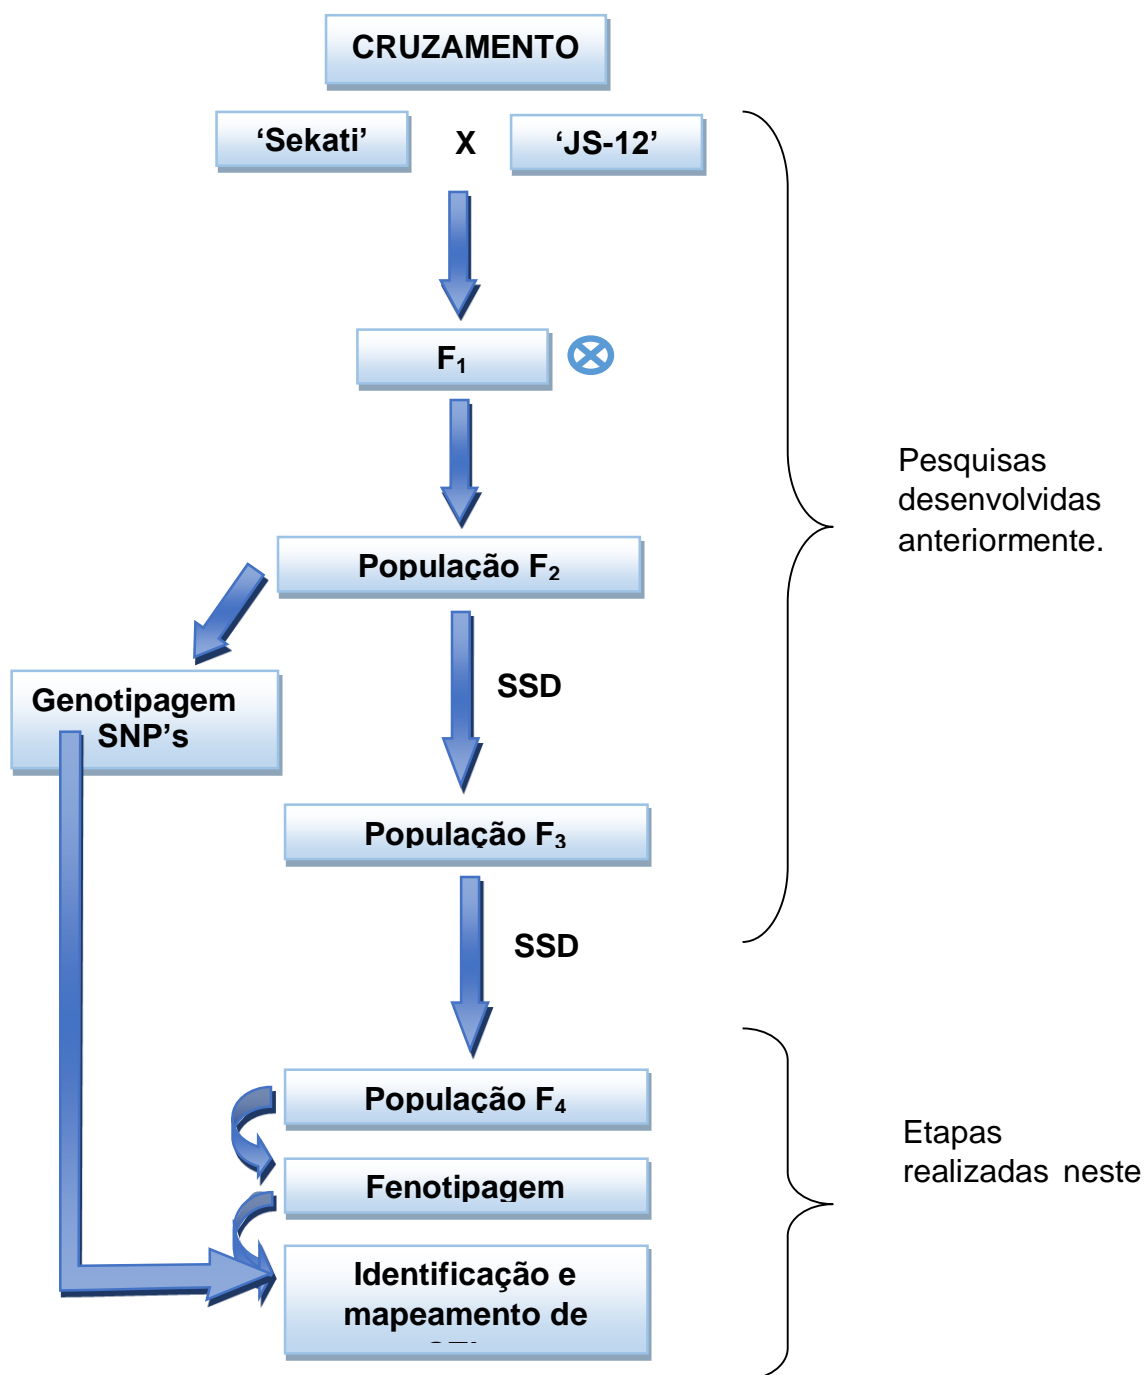 CRUZAMENTO
‘Sekati’ X ‘JS-12’
F₁
População F₂
Genotipagem
SNP’s
SSD
População F₃
SSD
Pesquisas
desenvolvidas
anteriormente.
População F₄
Fenotipagem
Identificação e
mapeamento de
Etapas
realizadas neste